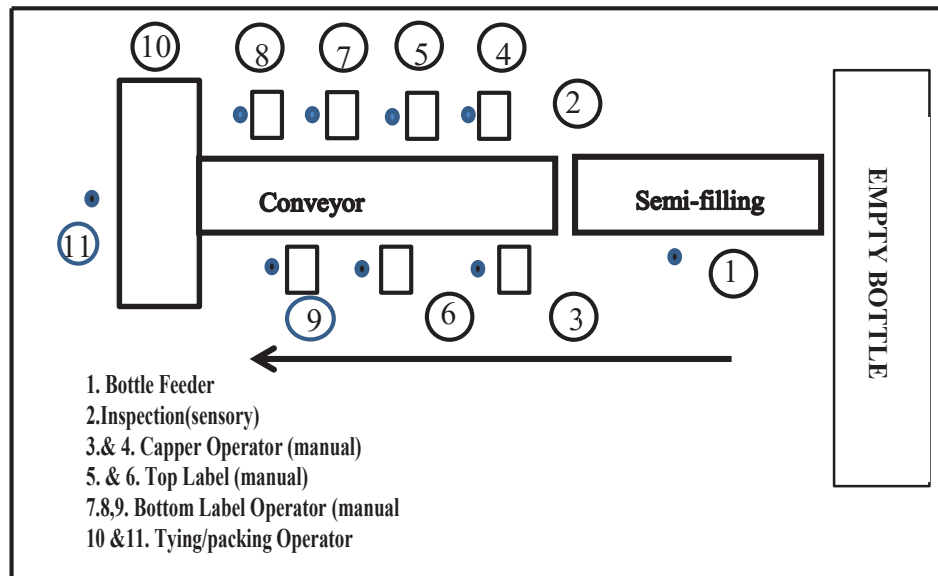 10
8
7
5
4
2
Conveyor
Semi-filling
EMPTY BOTTLE
11
1
9
6
3
1. Bottle Feeder
2.Inspection(sensory)
3.& 4. Capper Operator (manual)
5. & 6. Top Label (manual)
7.8,9. Bottom Label Operator (manual
10 &11. Tying/packing Operator